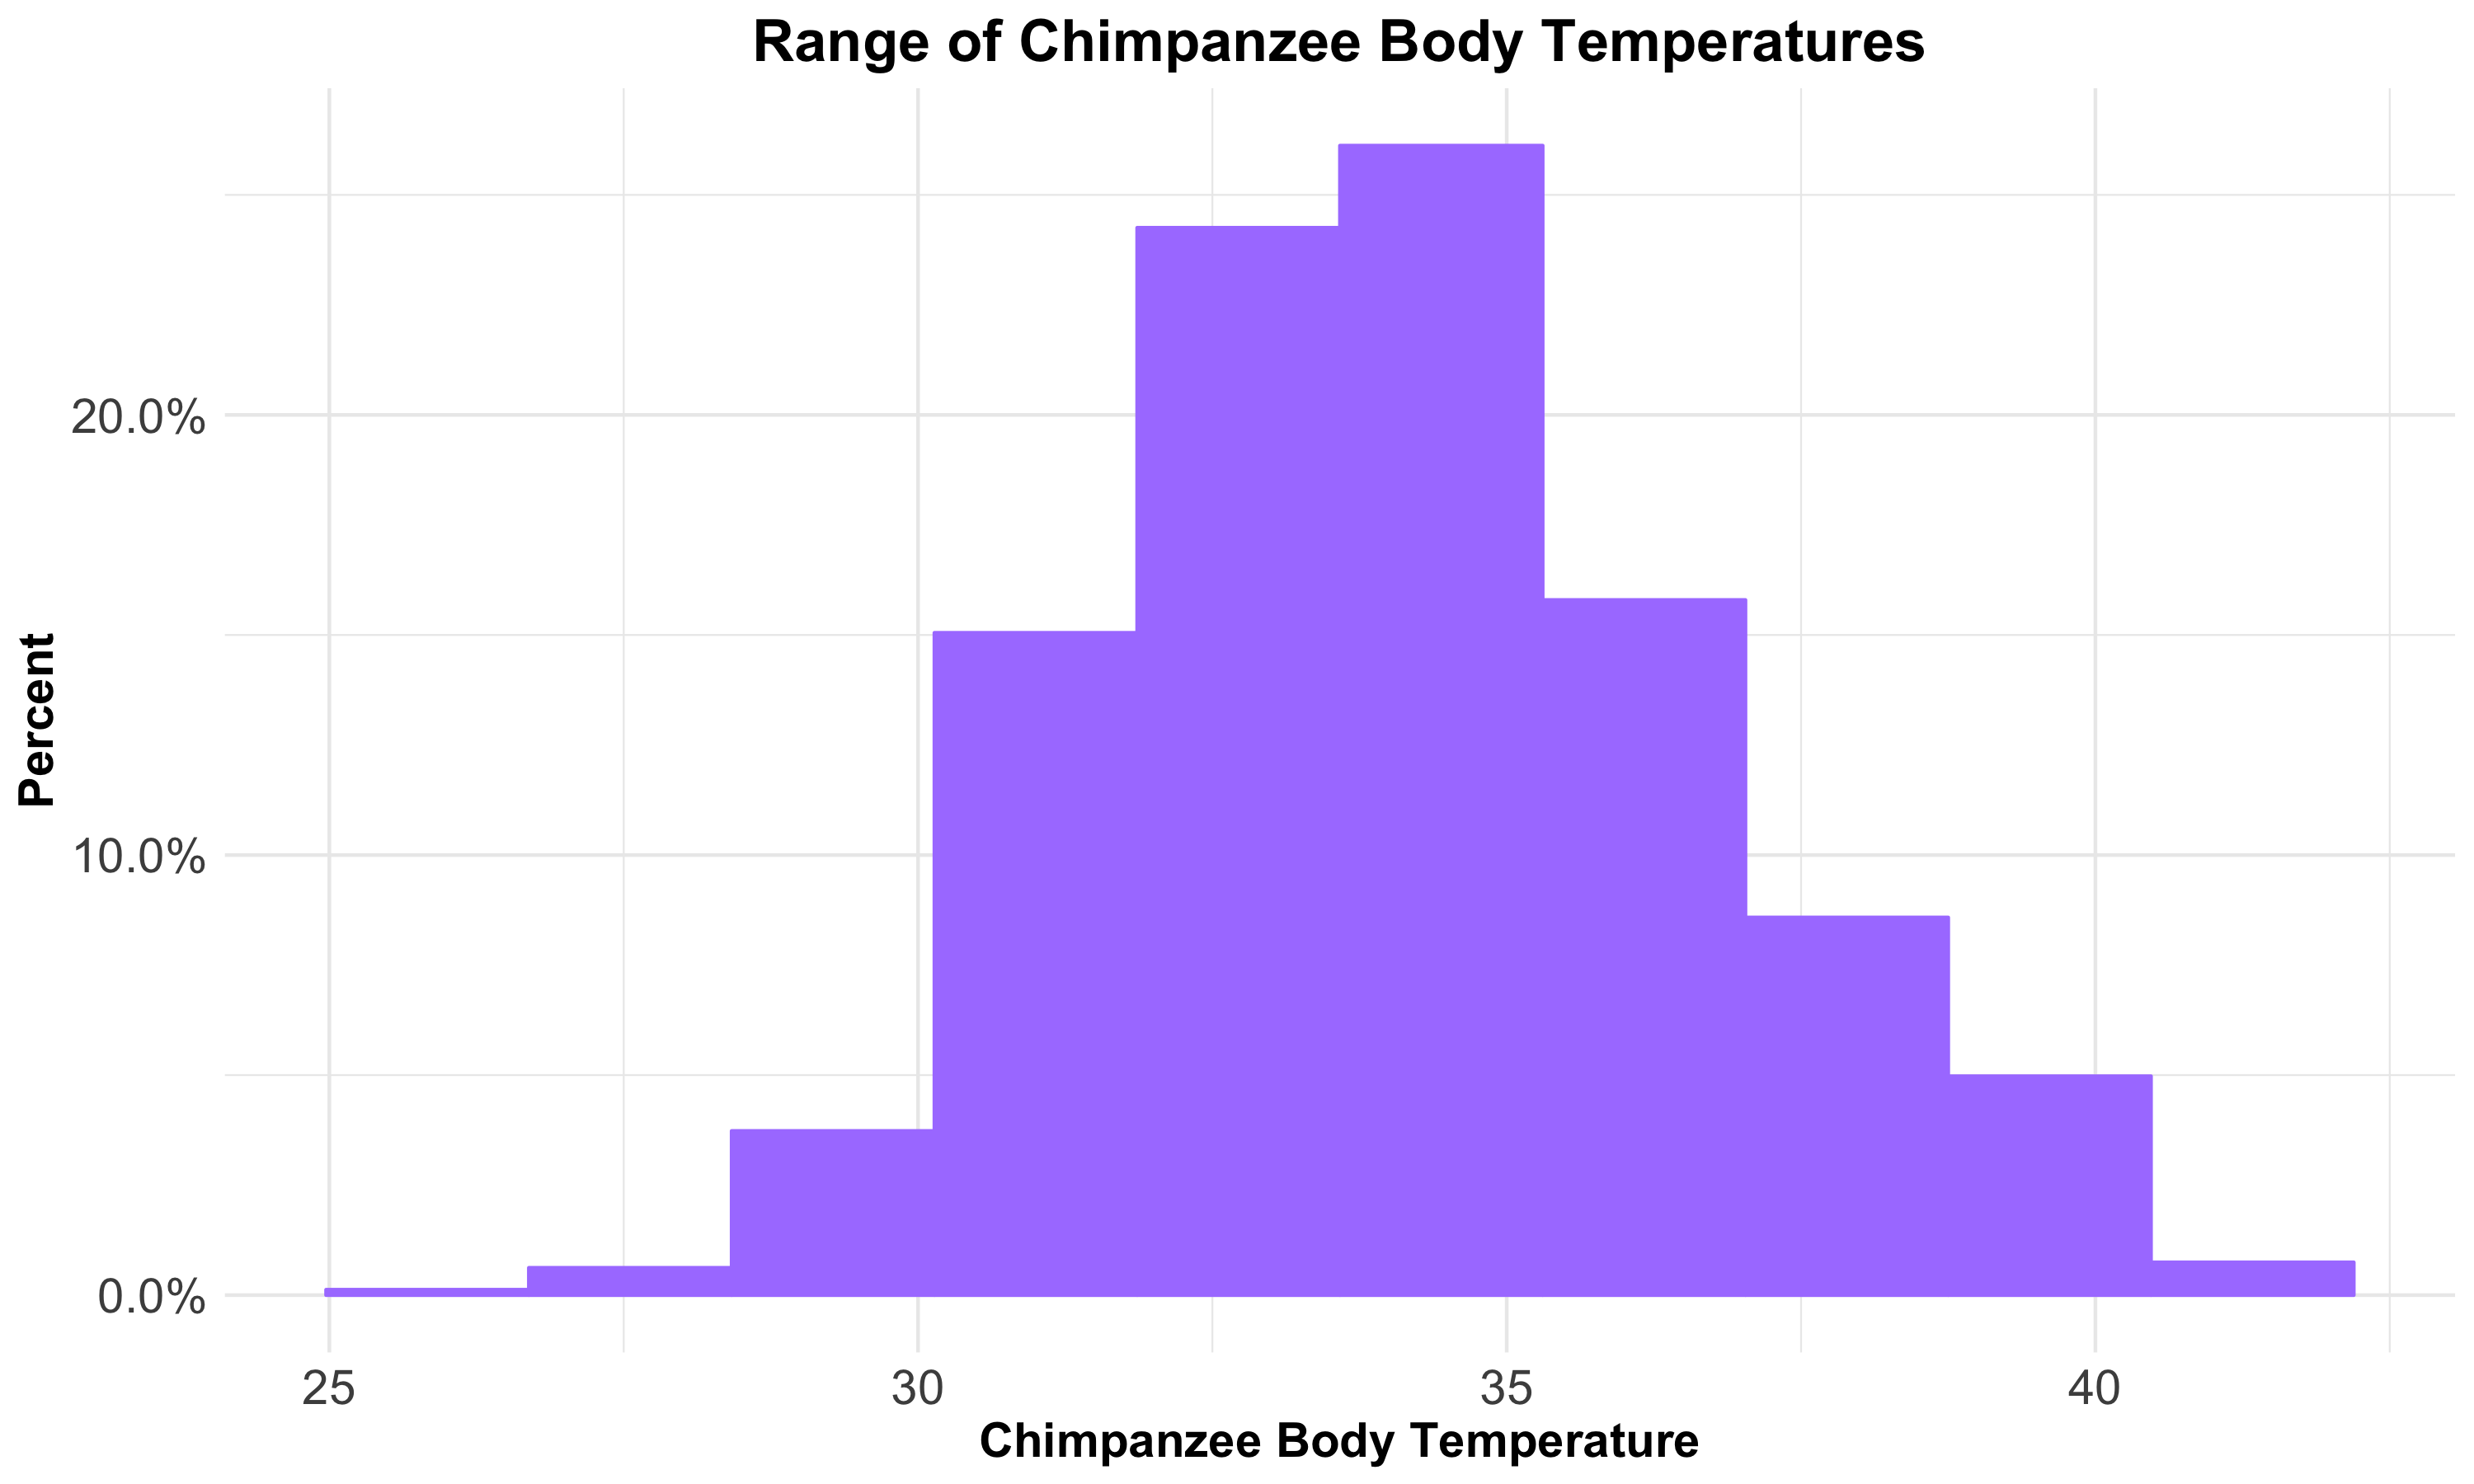 Range of Chimpanzee Body Temperatures
Percent
20.0%
10.0%
0.0%
25 30 35 40
Chimpanzee Body Temperature